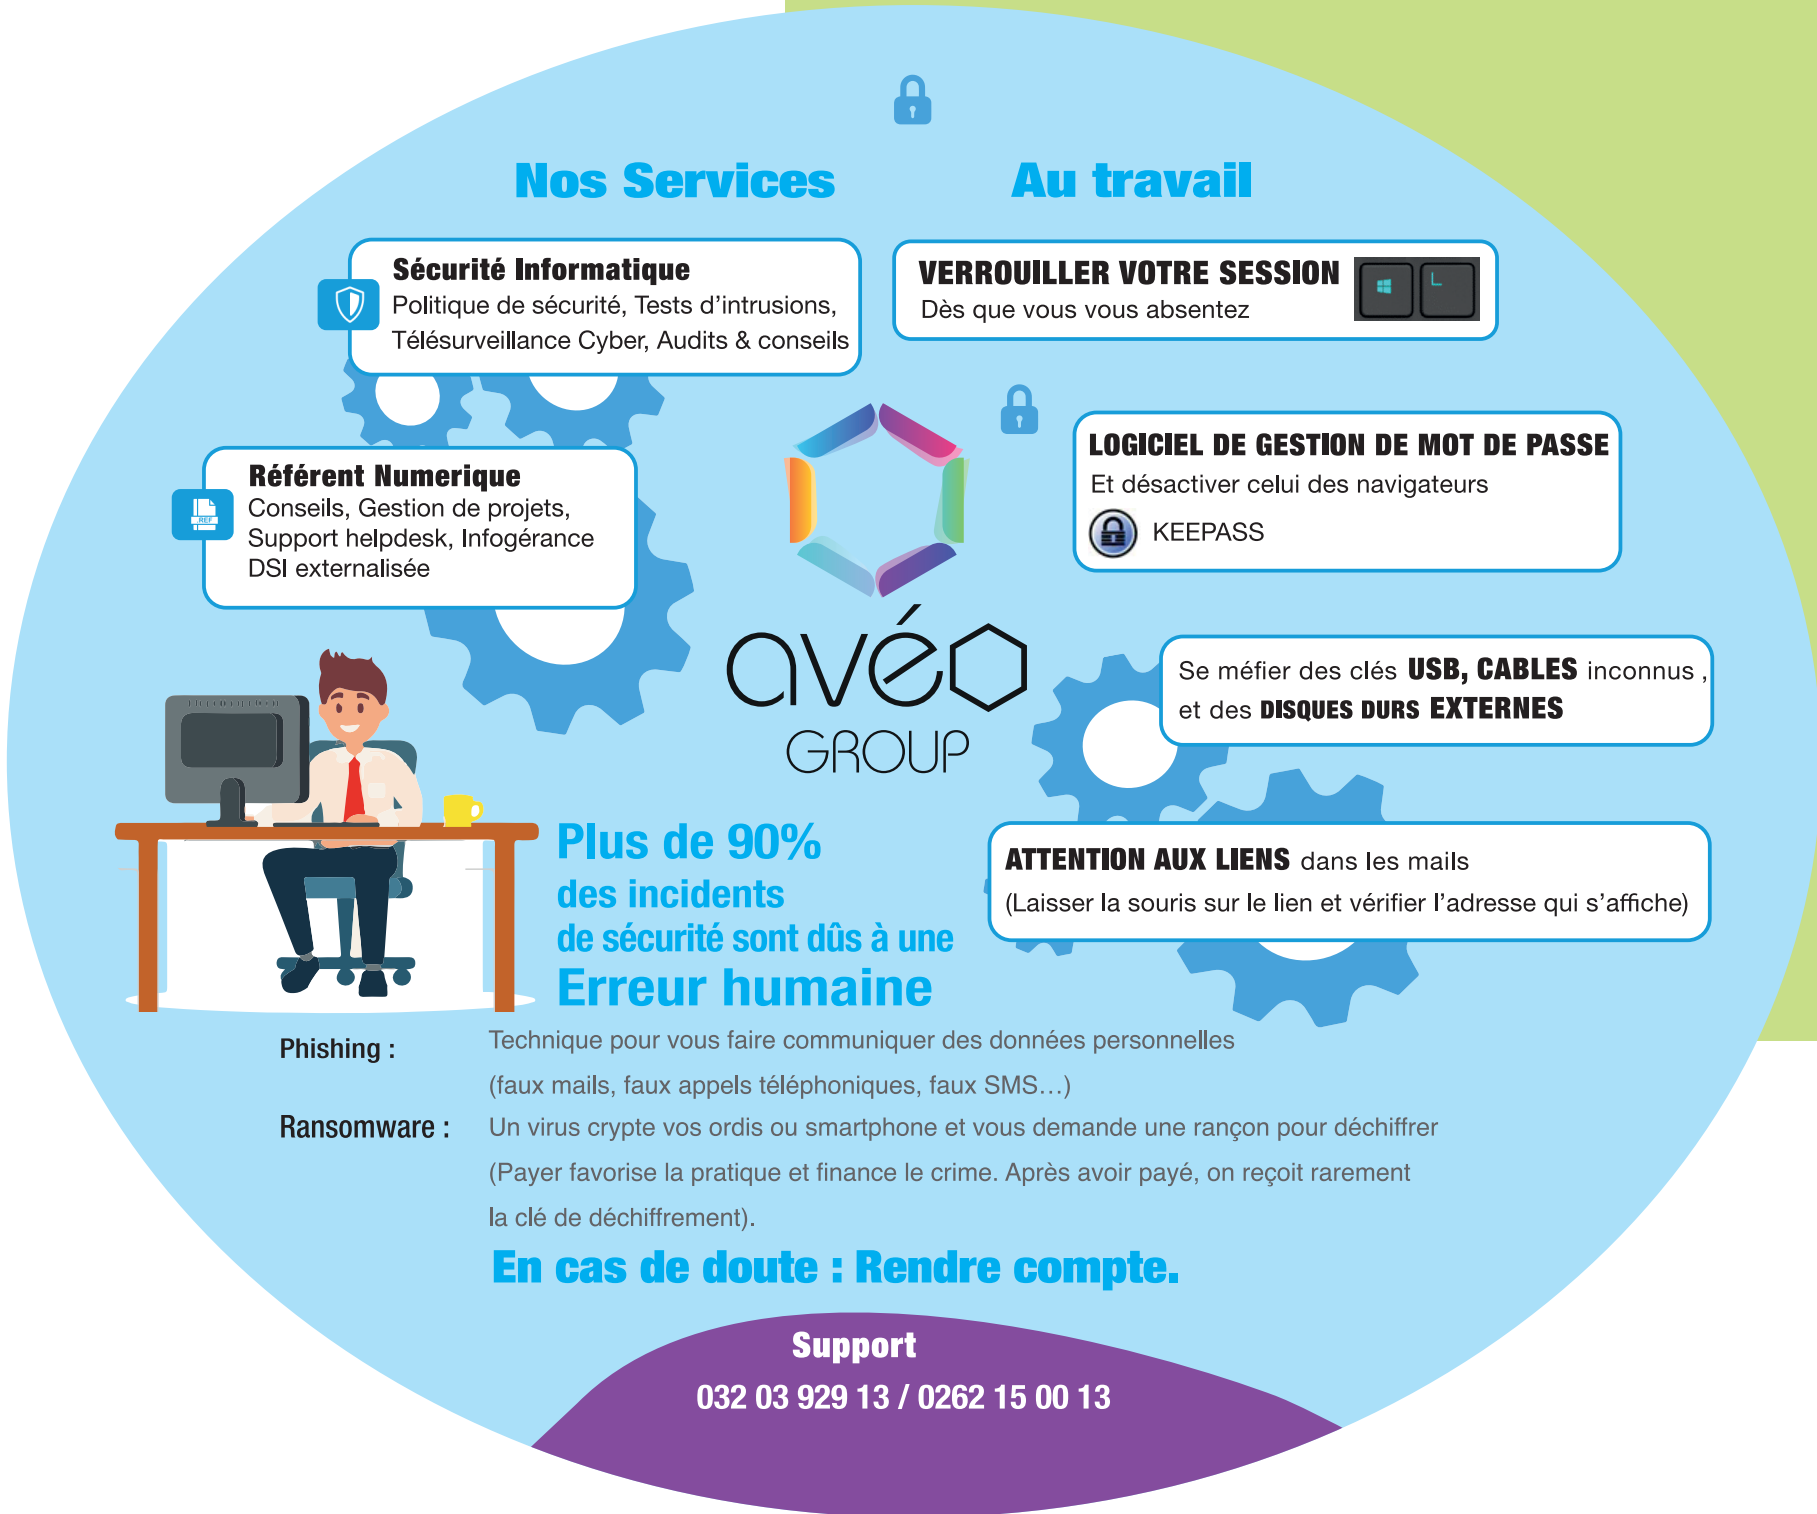 Nos Services
Sécurité Informatique
Politique de sécurité, Tests d'intrusions,
Télésurveillance Cyber, Audits & conseils
REF
Référent Numerique
Conseils, Gestion de projets,
Support helpdesk, Infogérance
DSI externalisée
Au travail
VERROUILLER VOTRE SESSION
Dès que vous vous absentez
L
LOGICIEL DE GESTION DE MOT DE PASSE
Et désactiver celui des navigateurs
KEEPASS
avéo
GROUP
Se méfier des clés USB, CABLES inconnus ,
et des DISQUES DURS EXTERNES
ATTENTION AUX LIENS dans les mails
(Laisser la souris sur le lien et vérifier l'adresse qui s'affiche)
Plus de 90%
des incidents
de sécurité sont dûs à une
Erreur humaine
Phishing : Technique pour vous faire communiquer des données personnelles
(faux mails, faux appels téléphoniques, faux SMS…)
Ransomware : Un virus crypte vos ordis ou smartphone et vous demande une rançon pour déchiffrer
(Payer favorise la pratique et finance le crime. Après avoir payé, on reçoit rarement
la clé de déchiffrement).
En cas de doute : Rendre compte.
Support
032 03 929 13 / 0262 15 00 13